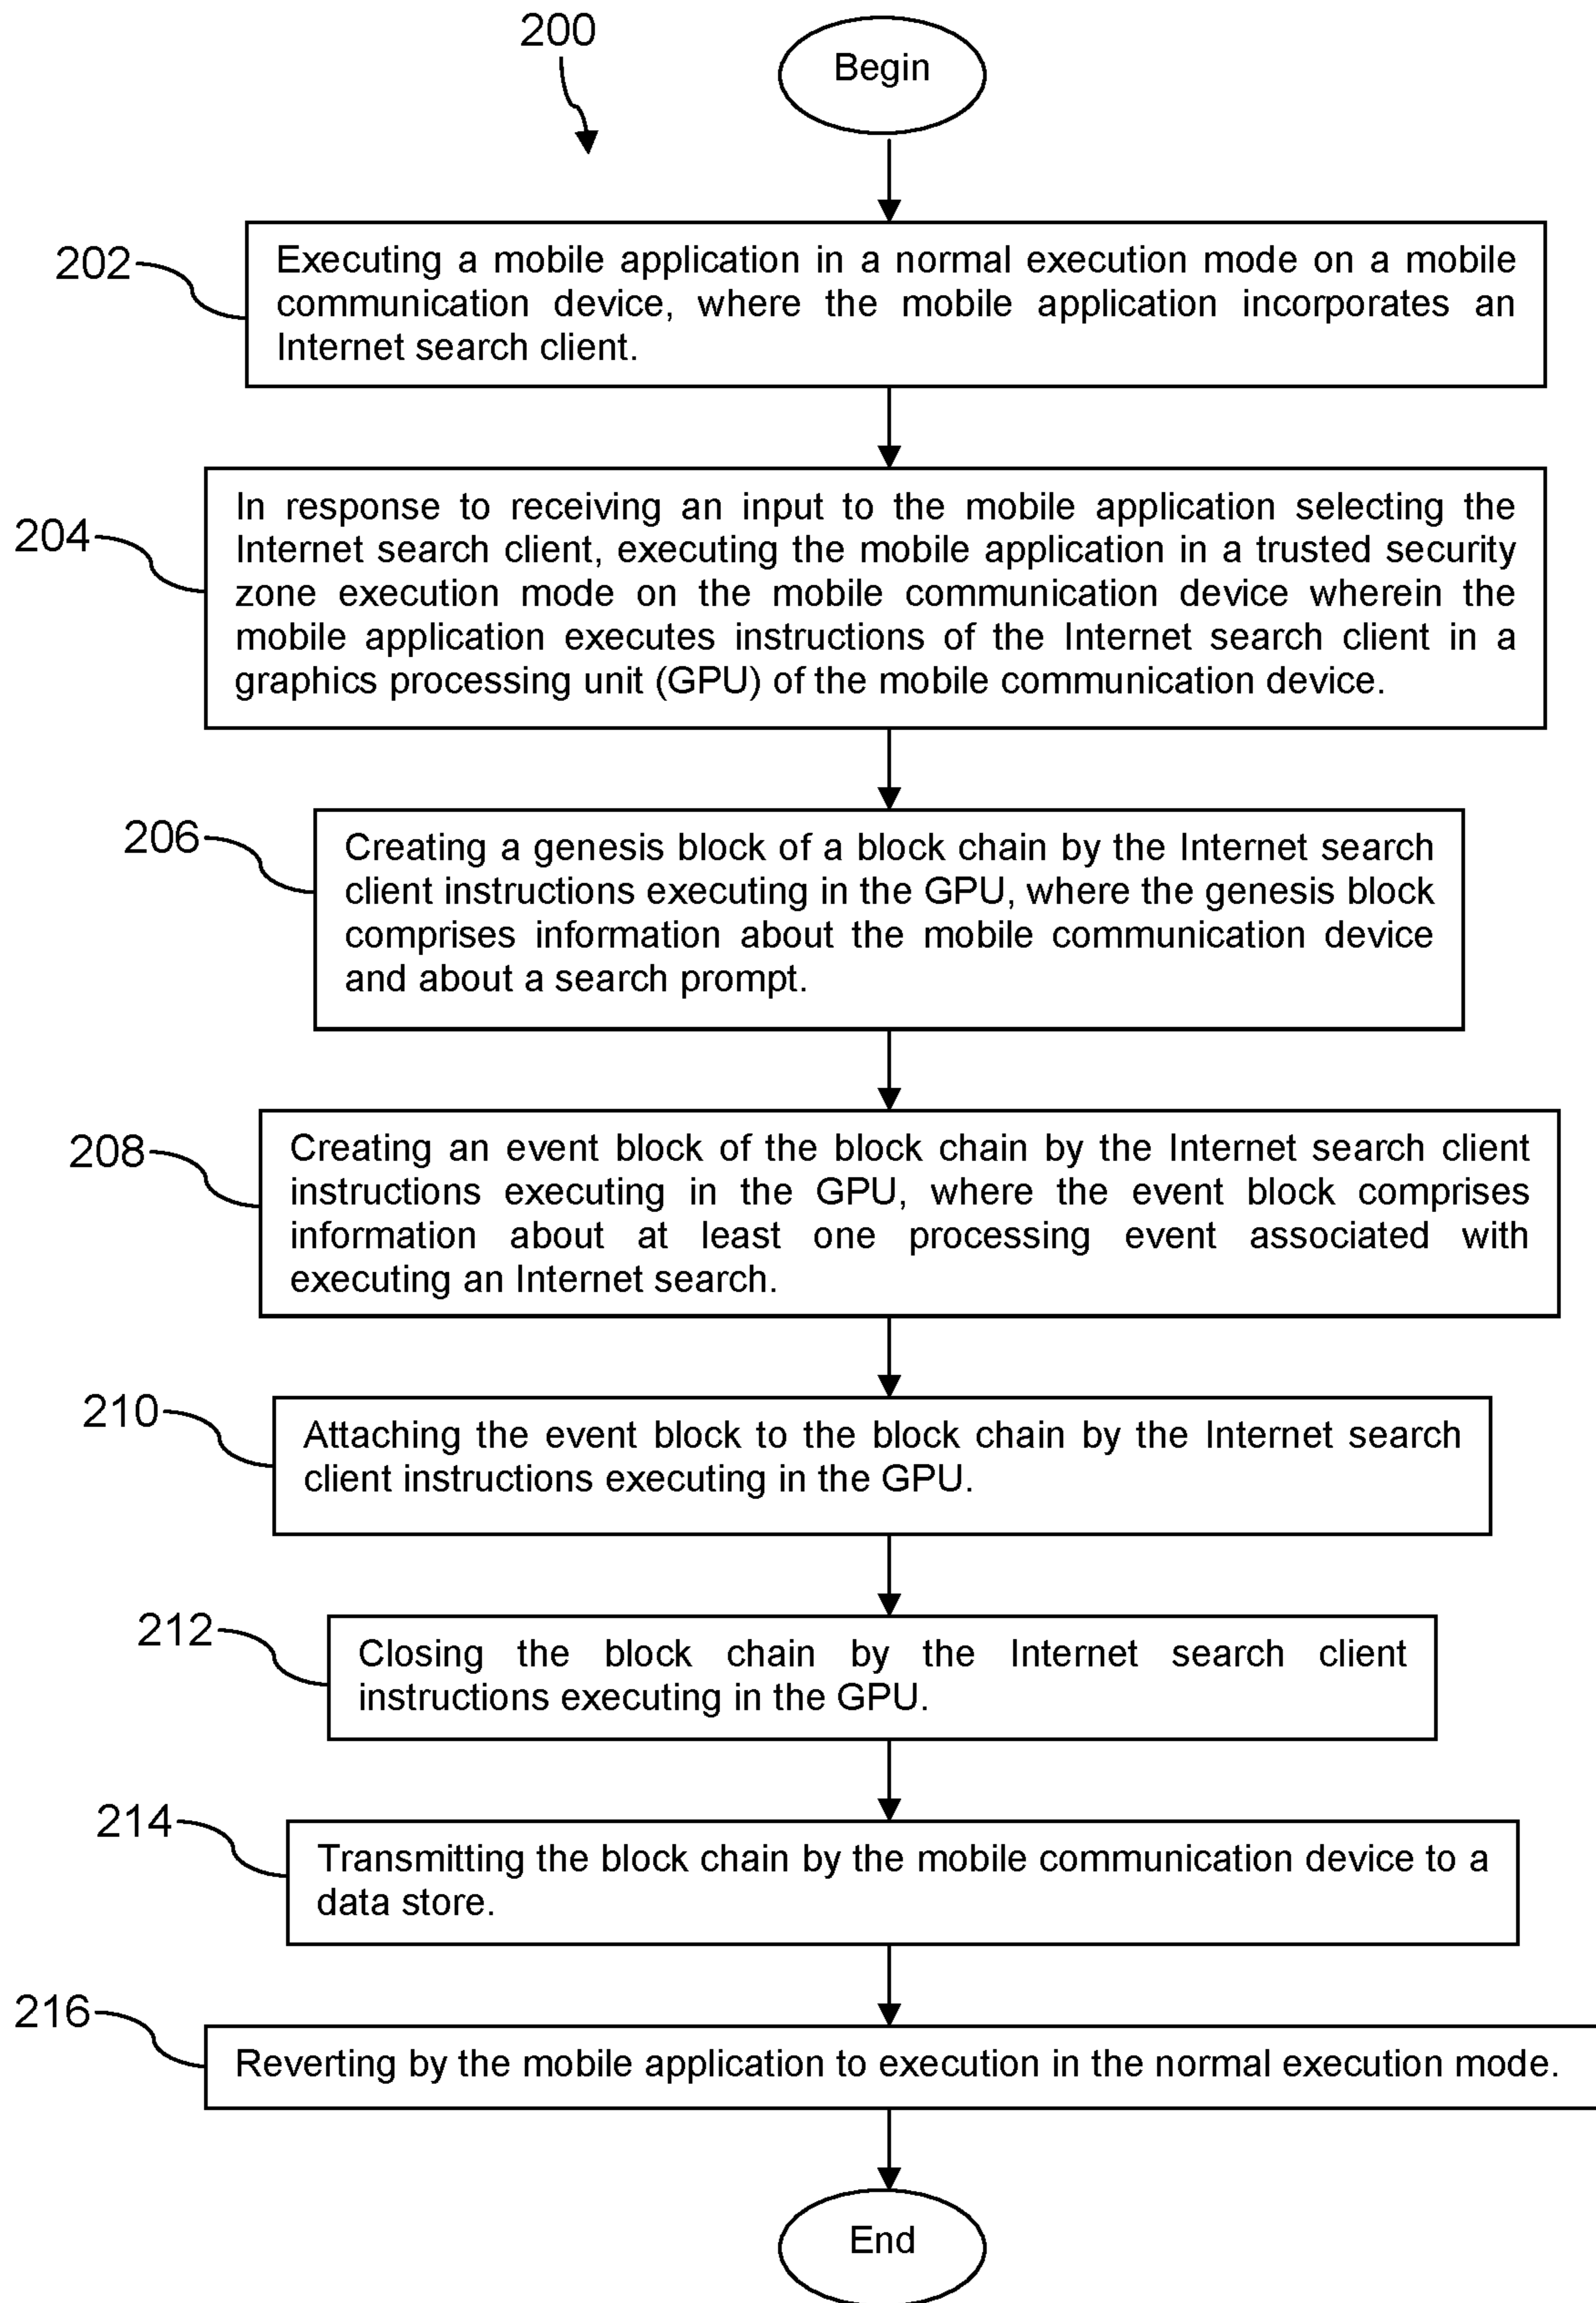 200
Begin
202
Executing a mobile application in a normal execution mode on a mobile
communication device, where the mobile application incorporates an
Internet search client.
204
In response to receiving an input to the mobile application selecting the
Internet search client, executing the mobile application in a trusted security
zone execution mode on the mobile communication device wherein the
mobile application executes instructions of the Internet search client in a
graphics processing unit (GPU) of the mobile communication device.
206
Creating a genesis block of a block chain by the Internet search
client instructions executing in the GPU, where the genesis block
comprises information about the mobile communication device
and about a search prompt.
208
Creating an event block of the block chain by the Internet search client
instructions executing in the GPU, where the event block comprises
information about at least one processing event associated with
executing an Internet search.
210
Attaching the event block to the block chain by the Internet search
client instructions executing in the GPU.
212
Closing the block chain by the Internet search client
instructions executing in the GPU.
214
Transmitting the block chain by the mobile communication device to a
data store.
216
Reverting by the mobile application to execution in the normal execution mode.
End